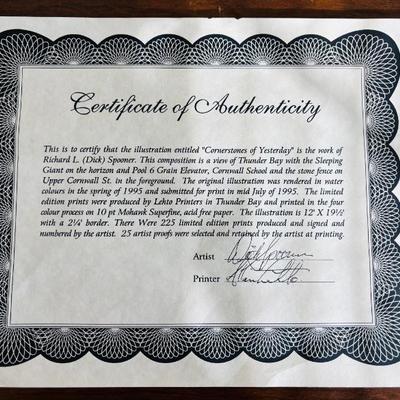 Certificate of Authenticity
This is to certify that the illustration entitled "Cornerstones of Yesterday" is the work of
Richard L. (Dick) Spooner. This composition is a view of Thunder Bay with the Sleeping
Giant on the horizon and Pool 6 Grain Elevator, Cornwall School and the stone fence on
Upper Cornwall St. in the foreground. The original illustration was rendered in water
colours in the spring of 1995 and submitted for print in mid July of 1995. The limited
edition prints were produced by Lehto Printers in Thunder Bay and printed in the four
colour process on 10 pt Mohawk Superfine, acid free paper. The illustration is 12' X 19½
with a 2¼' border. There Were 225 limited edition prints produced and signed and
numbered by the artist. 25 artist proofs were selected and retained by the artist at printing.
Artist Dick Spooner
Printer